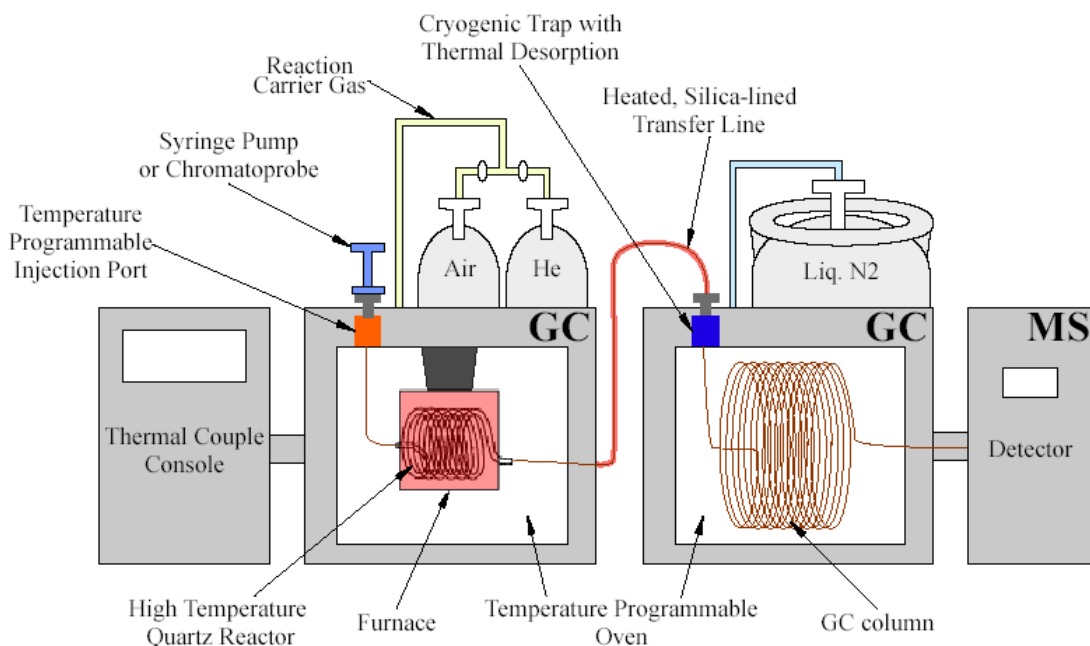 Cryogenic Trap with
Thermal Desorption
Reaction
Carrier Gas
Heated, Silica-lined
Transfer Line
Syringe Pump
or Chromatoprobe
Temperature
Programmable
Injection Port
Air
He
Liq. N2
GC
GC
MS
Thermal Couple
Console
Detector
High Temperature
Quartz Reactor
Furnace
Temperature Programmable
Oven
GC column